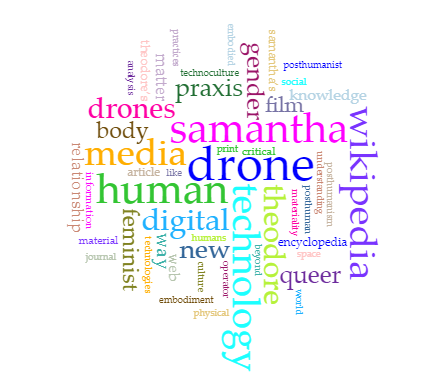 embodied
practices
theodore's
matter
analysis
gender
samantha's
posthumanist
technoculture
social
praxis
knowledge
film
drones
body
samantha
wikipedia
print
critical
media
drone
relationship
article
like
understanding
posthumanism
information
human
technology
theodore
materiality
posthuman
digital
feminist
way
web
new
humans
beyond
encyclopedia
material
technologies
journal
culture
operator
queer
space
world
embodiment
physical